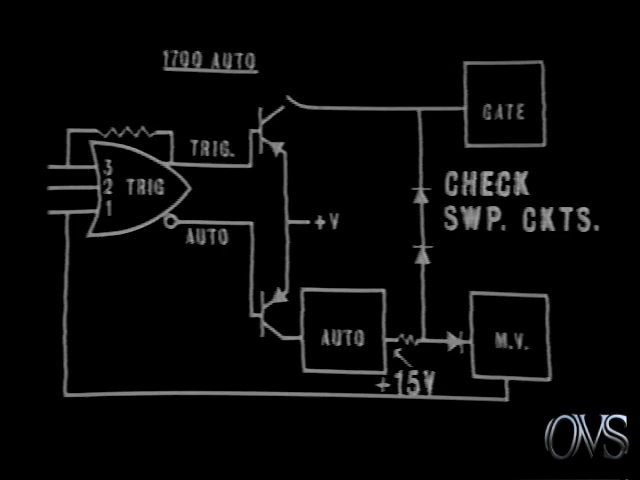 1700 AUTO
GATE
TRIG.
3
2 TRIG
1
CHECK
SWP. CKTS.
+V
AUTO
AUTO
M.V.
+15V
OVS